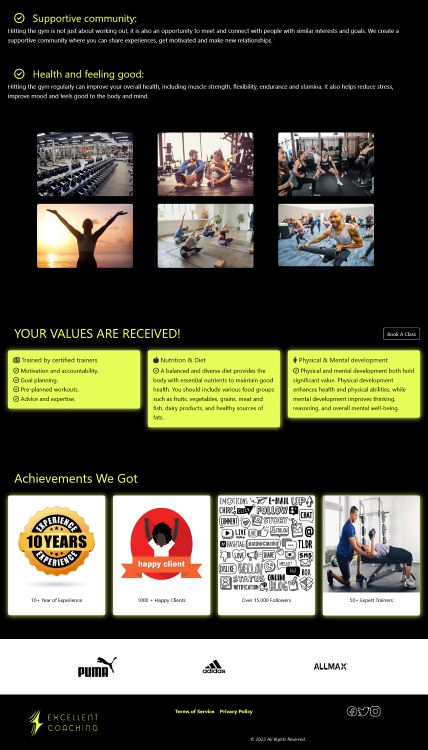 Supportive community:
Hitting the gym is not just about working out, it is also an opportunity to meet and connect with people with similar interests and goals. We create a
supportive community where you can share experiences, get motivated and make new relationships.
Health and feeling good:
Hitting the gym regularly can improve your overall health, including muscle strength, flexibility, endurance and stamina. It also helps reduce stress,
improve mood and feels good to the body and mind.
YOUR VALUES ARE RECEIVED!
Book A Class
Trained by certified trainers
Motivation and accountability.
Goal planning.
Pre-planned workouts.
Advice and expertise.
Nutrition & Diet
A balanced and diverse diet provides the
body with essential nutrients to maintain good
health. You should include various food groups
such as fruits, vegetables, grains, meat and
fish, dairy products, and healthy sources of
fats.
Physical & Mental development
Physical and mental development both hold
significant value. Physical development
enhances health and physical abilities, while
mental development improves thinking,
reasoning, and overall mental well-being.
Achievements We Got
EXPERIENCE
10 YEARS
EXPERIENCE
10+ Year of Experience
happy client
1000 + Happy Clients
EMOTIONS
E-MAIL
FOLLOW
CHAT
COMMENT
STORY
LIVE
HASHTAG
SUBSCRIBE
TLDR
LIVE
SHARE
SMS
DISLIKE
HELLO!
BOX
STATUS
ONLINE
BLOG
NOTIFICATION
Over 15.000 Followers
50+ Expert Trainers
PUMA
adidas
ALLMAX
EXCELLENT
COACHING
Terms of Service Privacy Policy
© 2023 All Rights Reserved.